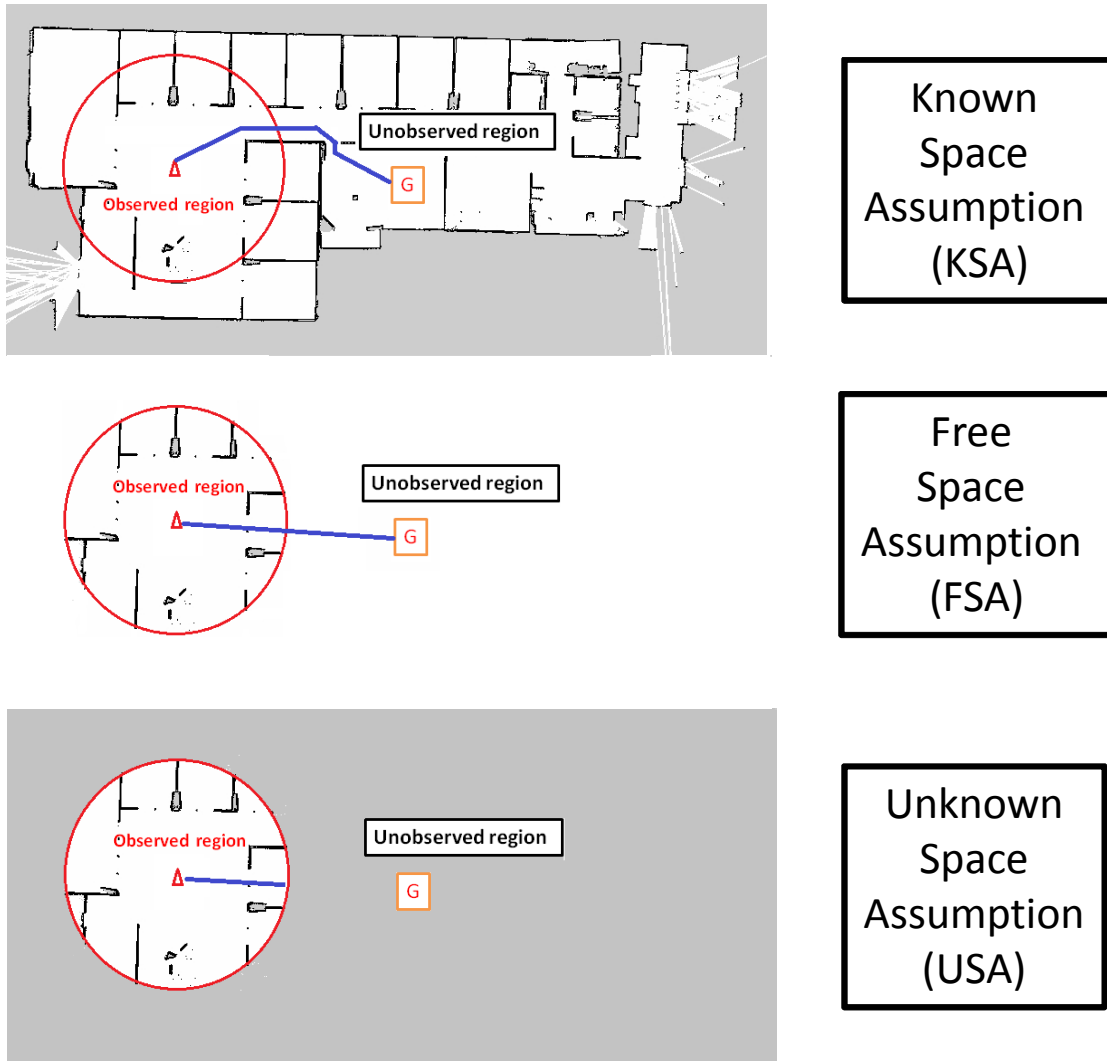 Unobserved region
G
Observed region
Known
Space
Assumption
(KSA)
Observed region
Unobserved region
G
Free
Space
Assumption
(FSA)
Observed region
Unobserved region
G
Unknown
Space
Assumption
(USA)